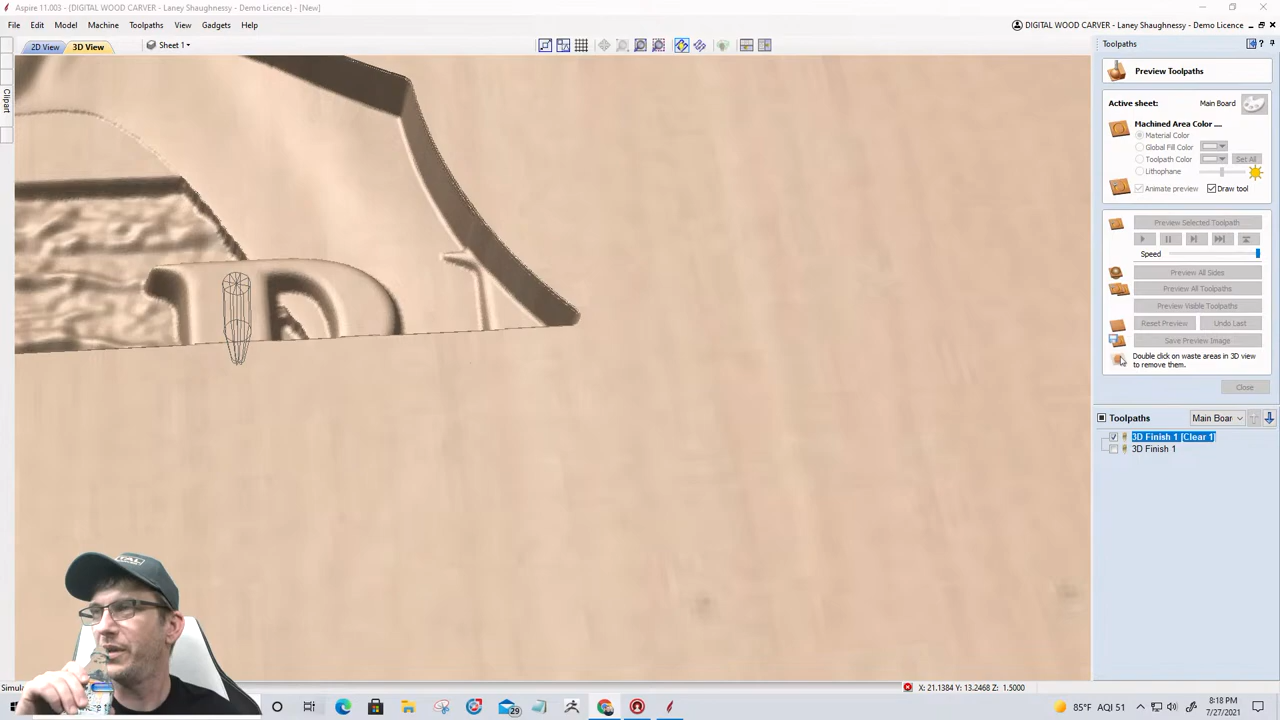 Aspire 11.003 - (DIGITAL WOOD CARVER - Laney Shaughnessy - Demo Licence) - [New]
File Edit Model Machine Toolpaths View Gadgets Help
DIGITAL WOOD CARVER - Laney Shaughnessy - Demo Licence
2D View 3D View Sheet 1
Clipart
D
Toolpaths
Preview Toolpaths
Active sheet: Main Board
Machined Area Color ....
Material Color
Global Fill Color
Toolpath Color Set All
Lithophane
Animate preview Draw tool
Preview Selected Toolpath
Speed
Preview All Sides
Preview All Toolpaths
Preview Visible Toolpaths
Reset Preview Undo Last
Save Preview Image
Double click on waste areas in 3D view
to remove them.
Close
Toolpaths Main Boar
3D Finish 1 [Clear 1]
3D Finish 1
X: 21.1384 Y: 13.2468 Z: 1.5000
29
85°F AQI 51
8:18 PM
7/27/2021